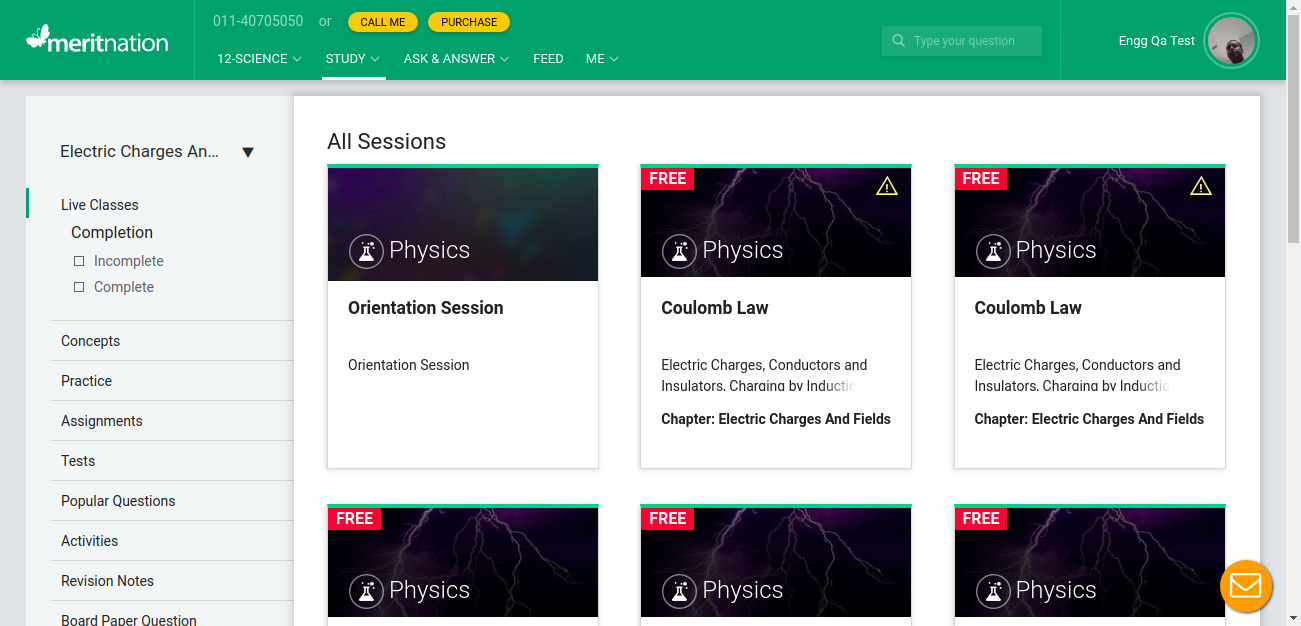 011-40705050 or CALL ME PURCHASE
meritnation
12-SCIENCE STUDY ASK & ANSWER FEED ME
Type your question
Engg Qa Test
Electric Charges An...
Live Classes
Completion
Incomplete
Complete
Concepts
Practice
Assignments
Tests
Popular Questions
Activities
Revision Notes
Board Paper Question
All Sessions
Physics
Orientation Session
Orientation Session
FREE
Physics
Coulomb Law
Electric Charges, Conductors and
Insulators, Charging by Inductio
Chapter: Electric Charges And Fields
FREE
Physics
Coulomb Law
Electric Charges, Conductors and
Insulators, Charging by Inductio
Chapter: Electric Charges And Fields
FREE
Physics
FREE
Physics
FREE
Physics